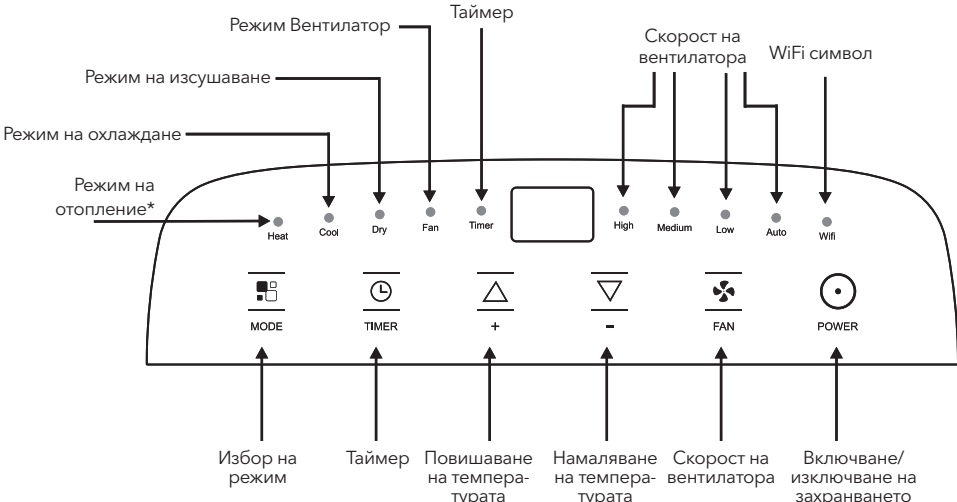 Таймер
Режим Вентилатор
Скорост на
вентилатора
WiFi символ
Режим на изсушаване
Режим на охлаждане
Режим на
отопление*
Heat
Cool
Dry
Fan
Timer
High
Medium
Low
Auto
Wifi
MODE
TIMER
+
-
FAN
POWER
Избор на
режим
Таймер
Повишаване
на темпера-
турата
Намаляване
на темпера-
турата
Скорост на
вентилатора
Включване/
изключване на
захранването